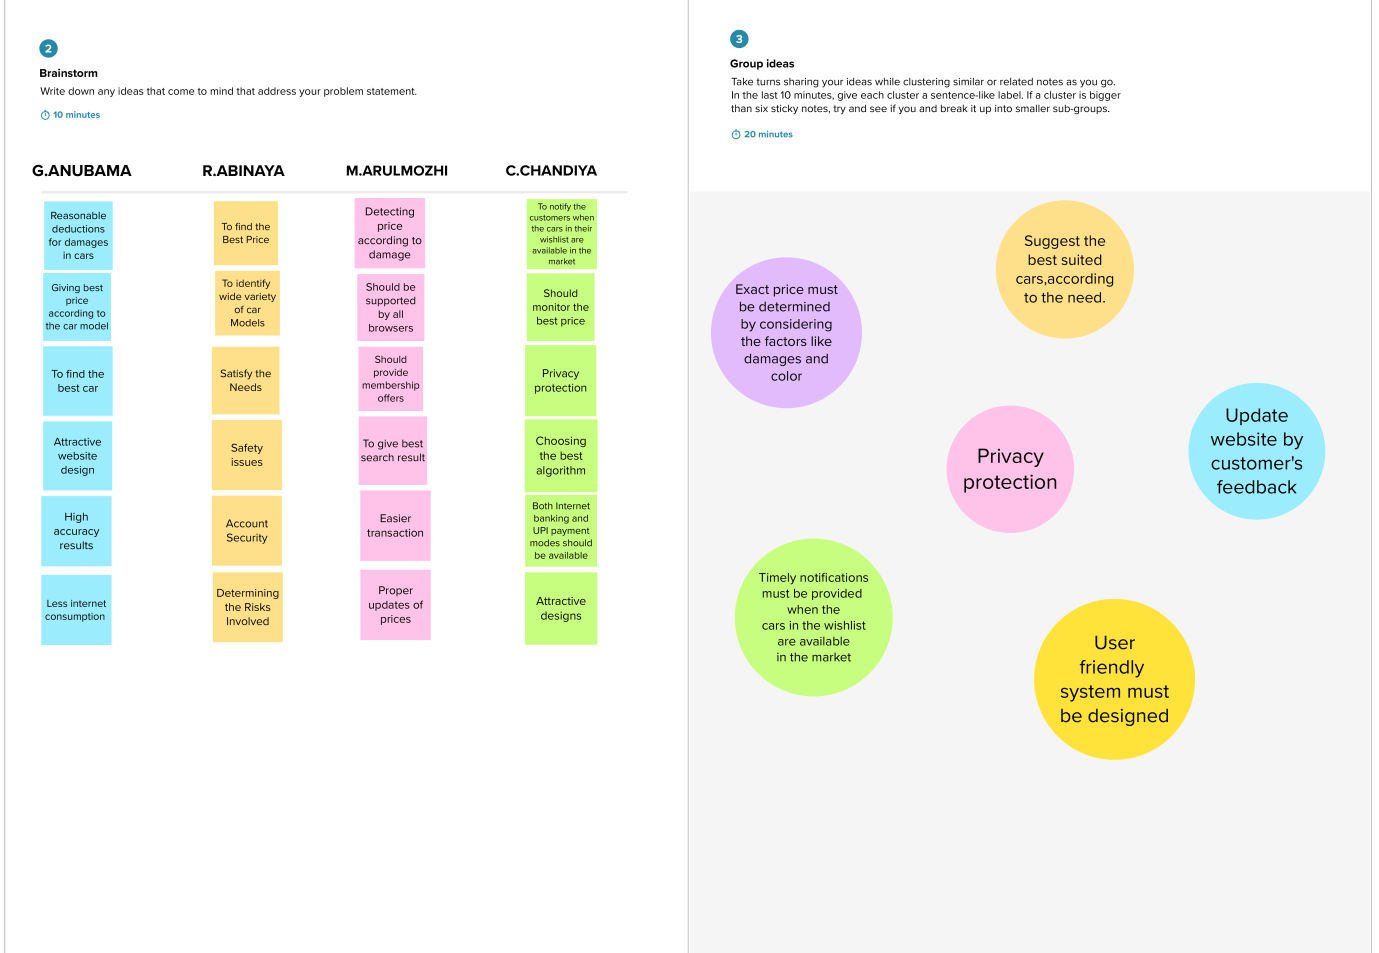 2
Brainstorm
Write down any ideas that come to mind that address your problem statement.
10 minutes
G.ANUBAMA
R.ABINAYA
M.ARULMOZHI
C.CHANDIYA
Reasonable
deductions
for damages
in cars
Giving best
price
according to
the car model
To find the
best car
Attractive
website
design
High
accuracy
results
Less internet
consumption
To find the
Best Price
To identify
wide variety
of car
Models
Satisfy the
Needs
Safety
issues
Account
Security
Determining
the Risks
Involved
Detecting
price
according to
damage
Should be
supported
by all
browsers
Should
provide
membership
offers
To give best
search result
Easier
transaction
Proper
updates of
prices
To notify the
customers when
the cars in their
wishlist are
available in the
market
Should
monitor the
best price
Privacy
protection
Choosing
the best
algorithm
Both Internet
banking and
UPI payment
modes should
be available
Attractive
designs
3
Group ideas
Take turns sharing your ideas while clustering similar or related notes as you go.
In the last 10 minutes, give each cluster a sentence-like label. If a cluster is bigger
than six sticky notes, try and see if you and break it up into smaller sub-groups.
20 minutes
Suggest the
best suited
cars,according
to the need.
Exact price must
be determined
by considering
the factors like
damages and
color
Privacy
protection
Update
website by
customer's
feedback
Timely notifications
must be provided
when the
cars in the wishlist
are available
in the market
User
friendly
system must
be designed